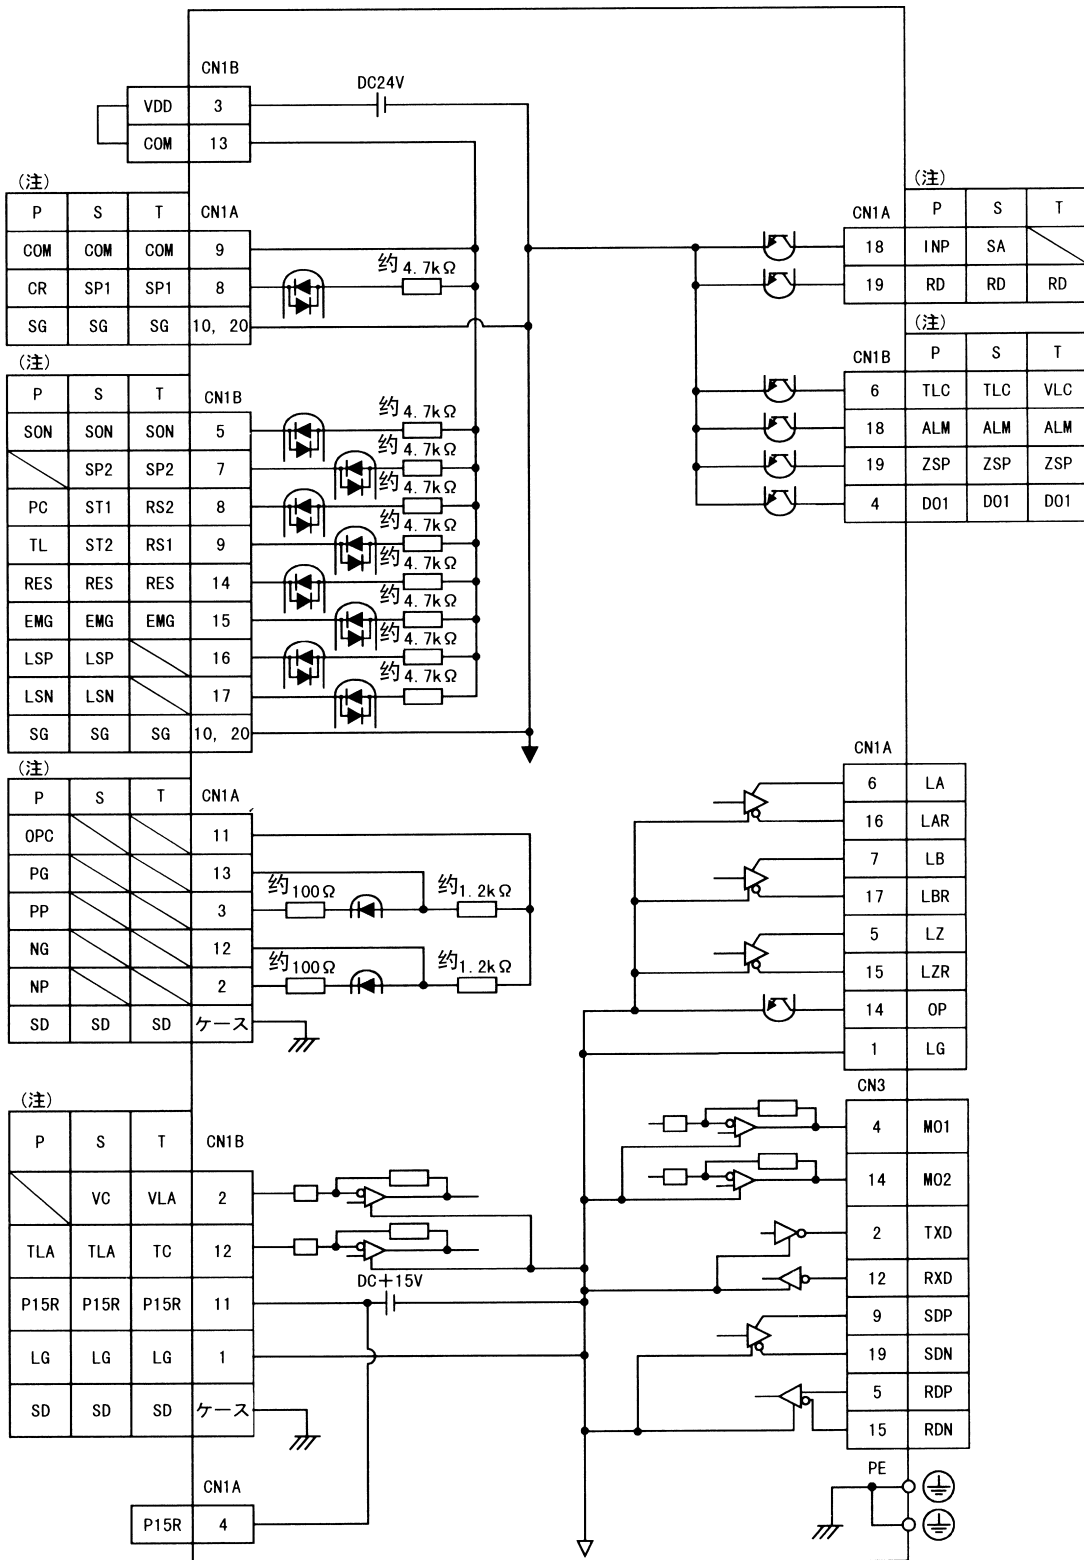 CN1B
VDD 3 DC24V
COM 13
(注)
P S T CN1A
COM COM COM 9
CR SP1 SP1 8 约4.7kΩ
SG SG SG 10, 20
(注)
P S T CN1B
SON SON SON 5 约4.7kΩ
SP2 SP2 7 约4.7kΩ
PC ST1 RS2 8 约4.7kΩ
TL ST2 RS1 9 约4.7kΩ
RES RES RES 14 约4.7kΩ
EMG EMG EMG 15 约4.7kΩ
LSP LSP 16 约4.7kΩ
LSN LSN 17 约4.7kΩ
SG SG SG 10, 20
(注)
P S T CN1A
OPC 11
PG 13
PP 3 约100Ω 约1.2kΩ
NG 12
NP 2 约100Ω 约1.2kΩ
SD SD SD ケース
(注)
P S T CN1B
VC VLA 2
TLA TLA TC 12
P15R P15R P15R 11 DC+15V
LG LG LG 1
SD SD SD ケース
CN1A
P15R 4
(注)
CN1A P S T
18 INP SA
19 RD RD RD
(注)
CN1B P S T
6 TLC TLC VLC
18 ALM ALM ALM
19 ZSP ZSP ZSP
4 DO1 DO1 DO1
CN1A
6 LA
16 LAR
7 LB
17 LBR
5 LZ
15 LZR
14 OP
1 LG
CN3
4 MO1
14 MO2
2 TXD
12 RXD
9 SDP
19 SDN
5 RDP
15 RDN
PE